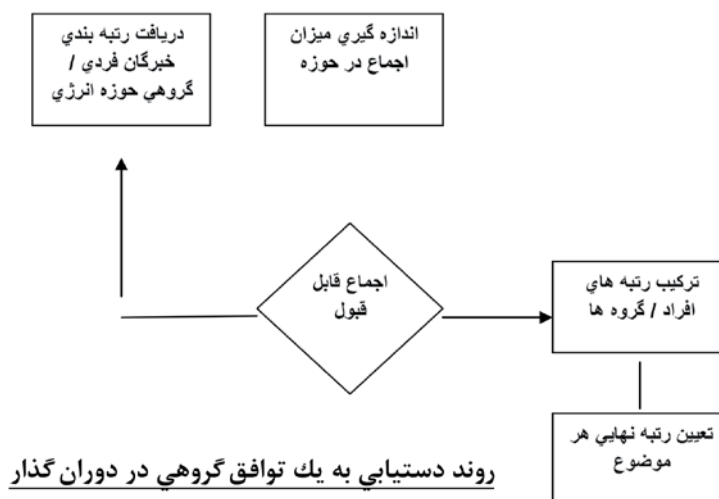 دريافت رتبه بندي
خبرگان فردي /
گروهي حوزه انرژي
اندازه گيري ميزان
اجماع در حوزه
اجماع قابل
قبول
تركيب رتبه هاي
افراد / گروه ها
تعيين رتبه نهايي هر
موضوع
روند دستيابي به يك توافق گروهي در دوران گذار